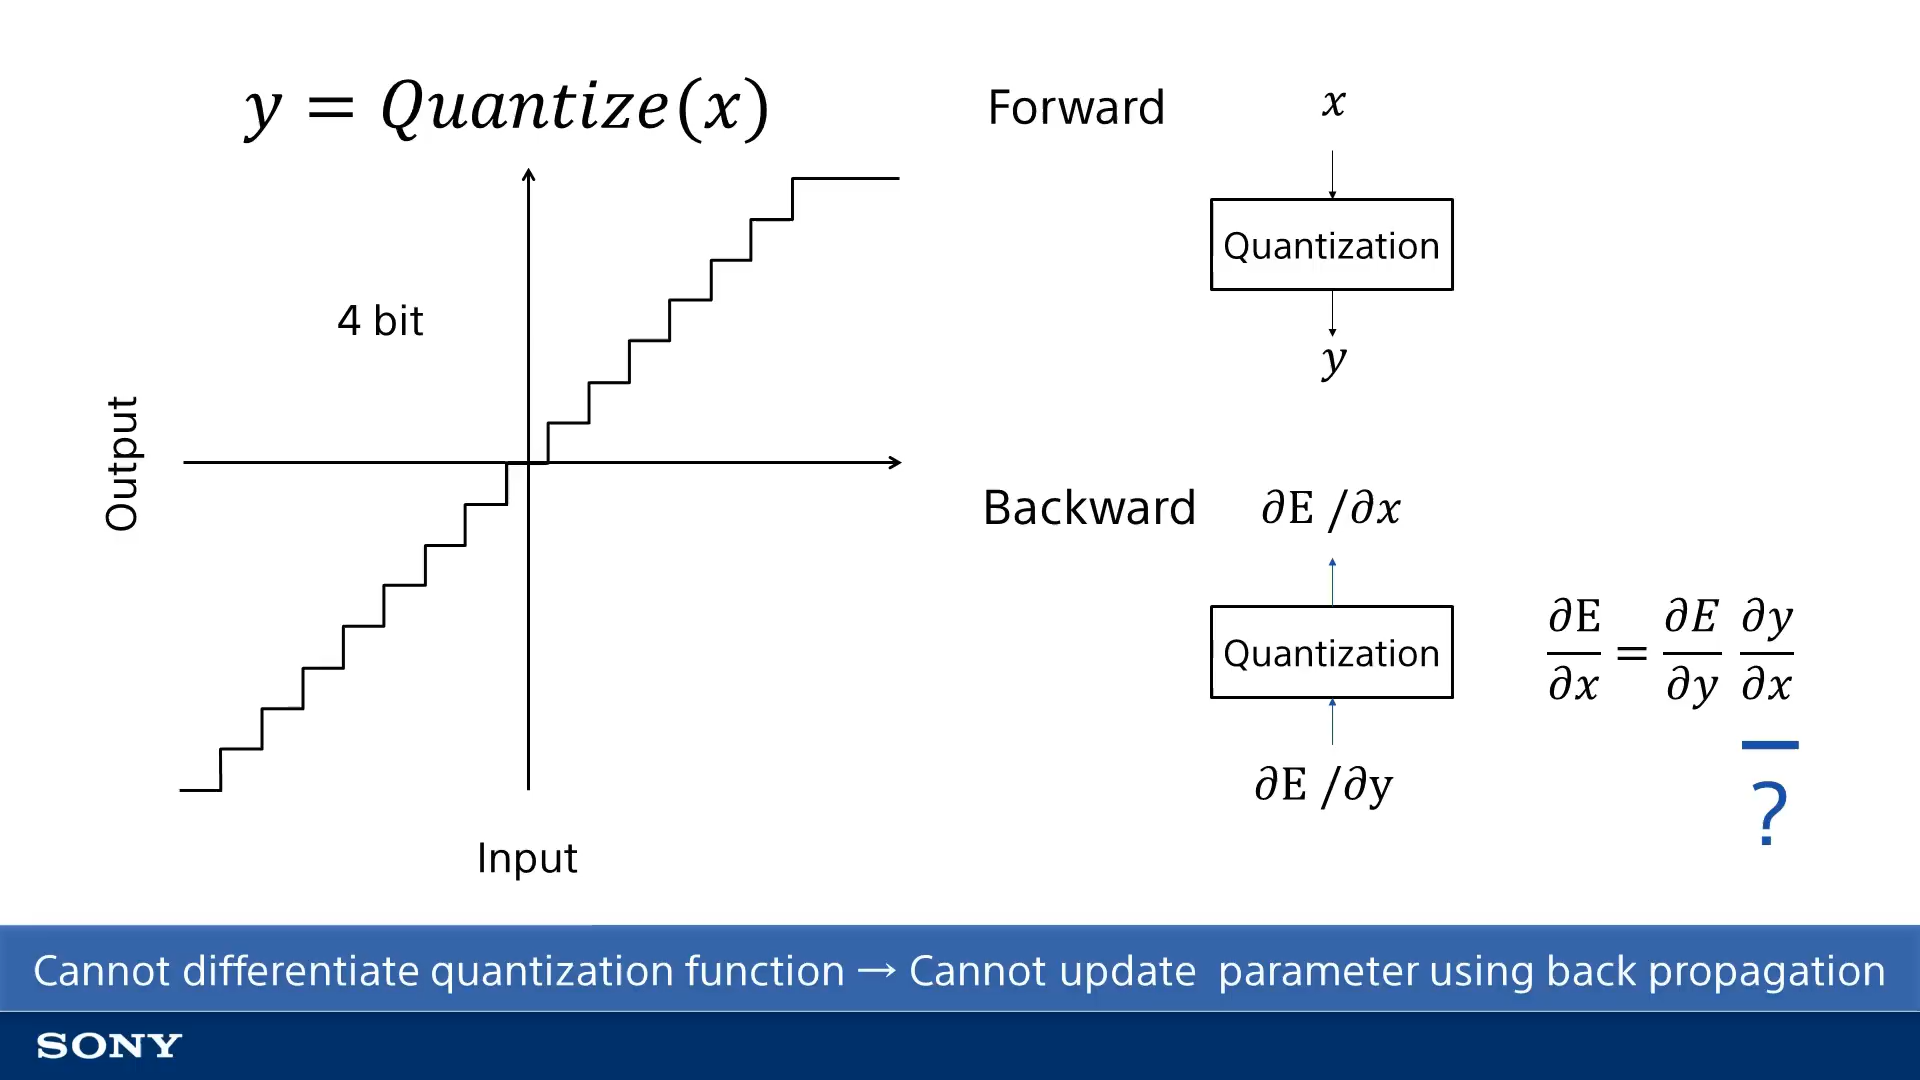 y = Quantize(x)
4 bit
Output
Input
Forward
x
Quantization
y
Backward
∂E /∂x
Quantization
∂E /∂y
∂E/∂x = ∂E/∂y ∂y/∂x
?
Cannot differentiate quantization function → Cannot update parameter using back propagation
SONY